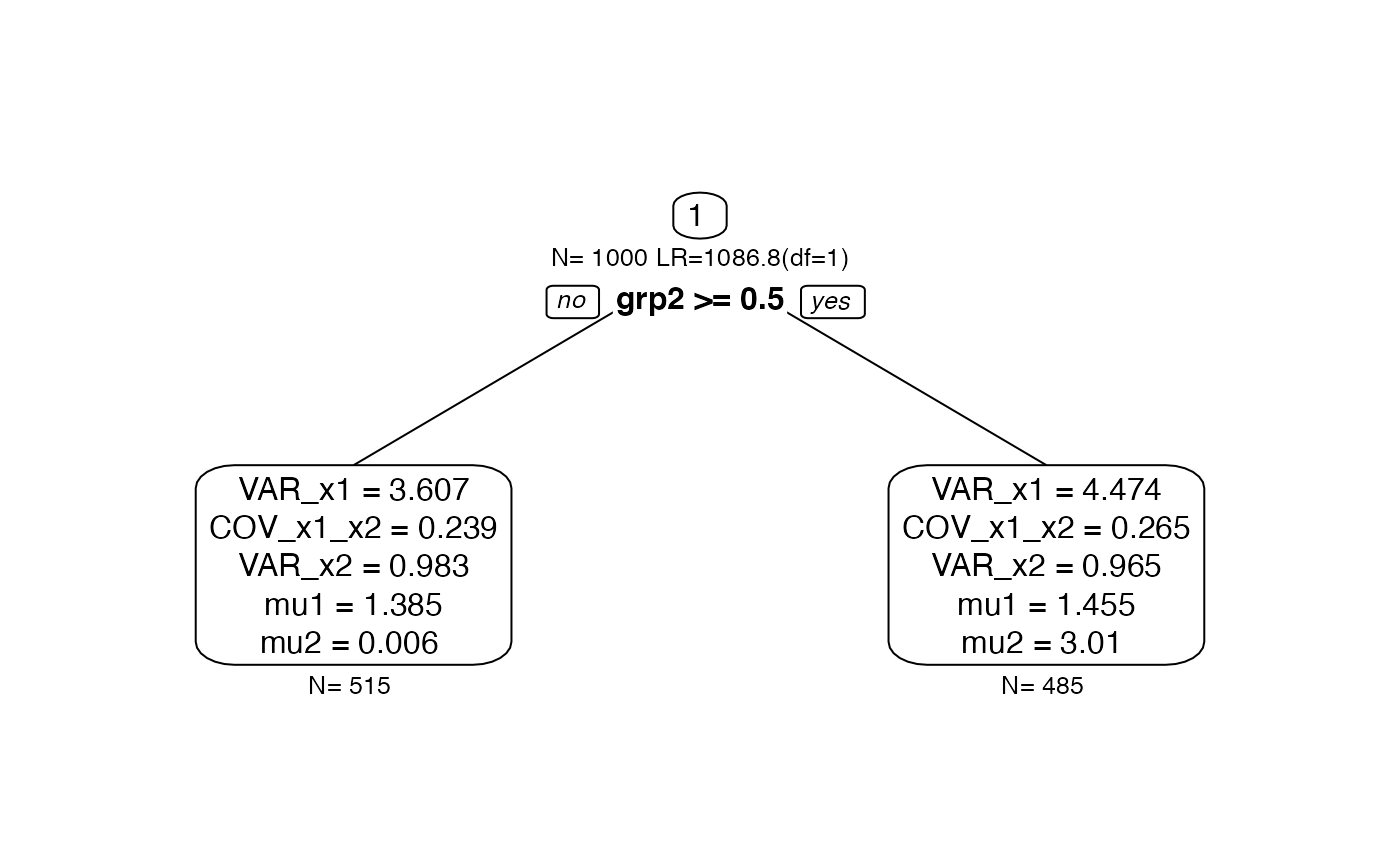 1
N= 1000 LR=1086.8(df=1)
no grp2 >= 0.5 yes
VAR_x1 = 3.607
COV_x1_x2 = 0.239
VAR_x2 = 0.983
mu1 = 1.385
mu2 = 0.006
N= 515
VAR_x1 = 4.474
COV_x1_x2 = 0.265
VAR_x2 = 0.965
mu1 = 1.455
mu2 = 3.01
N= 485